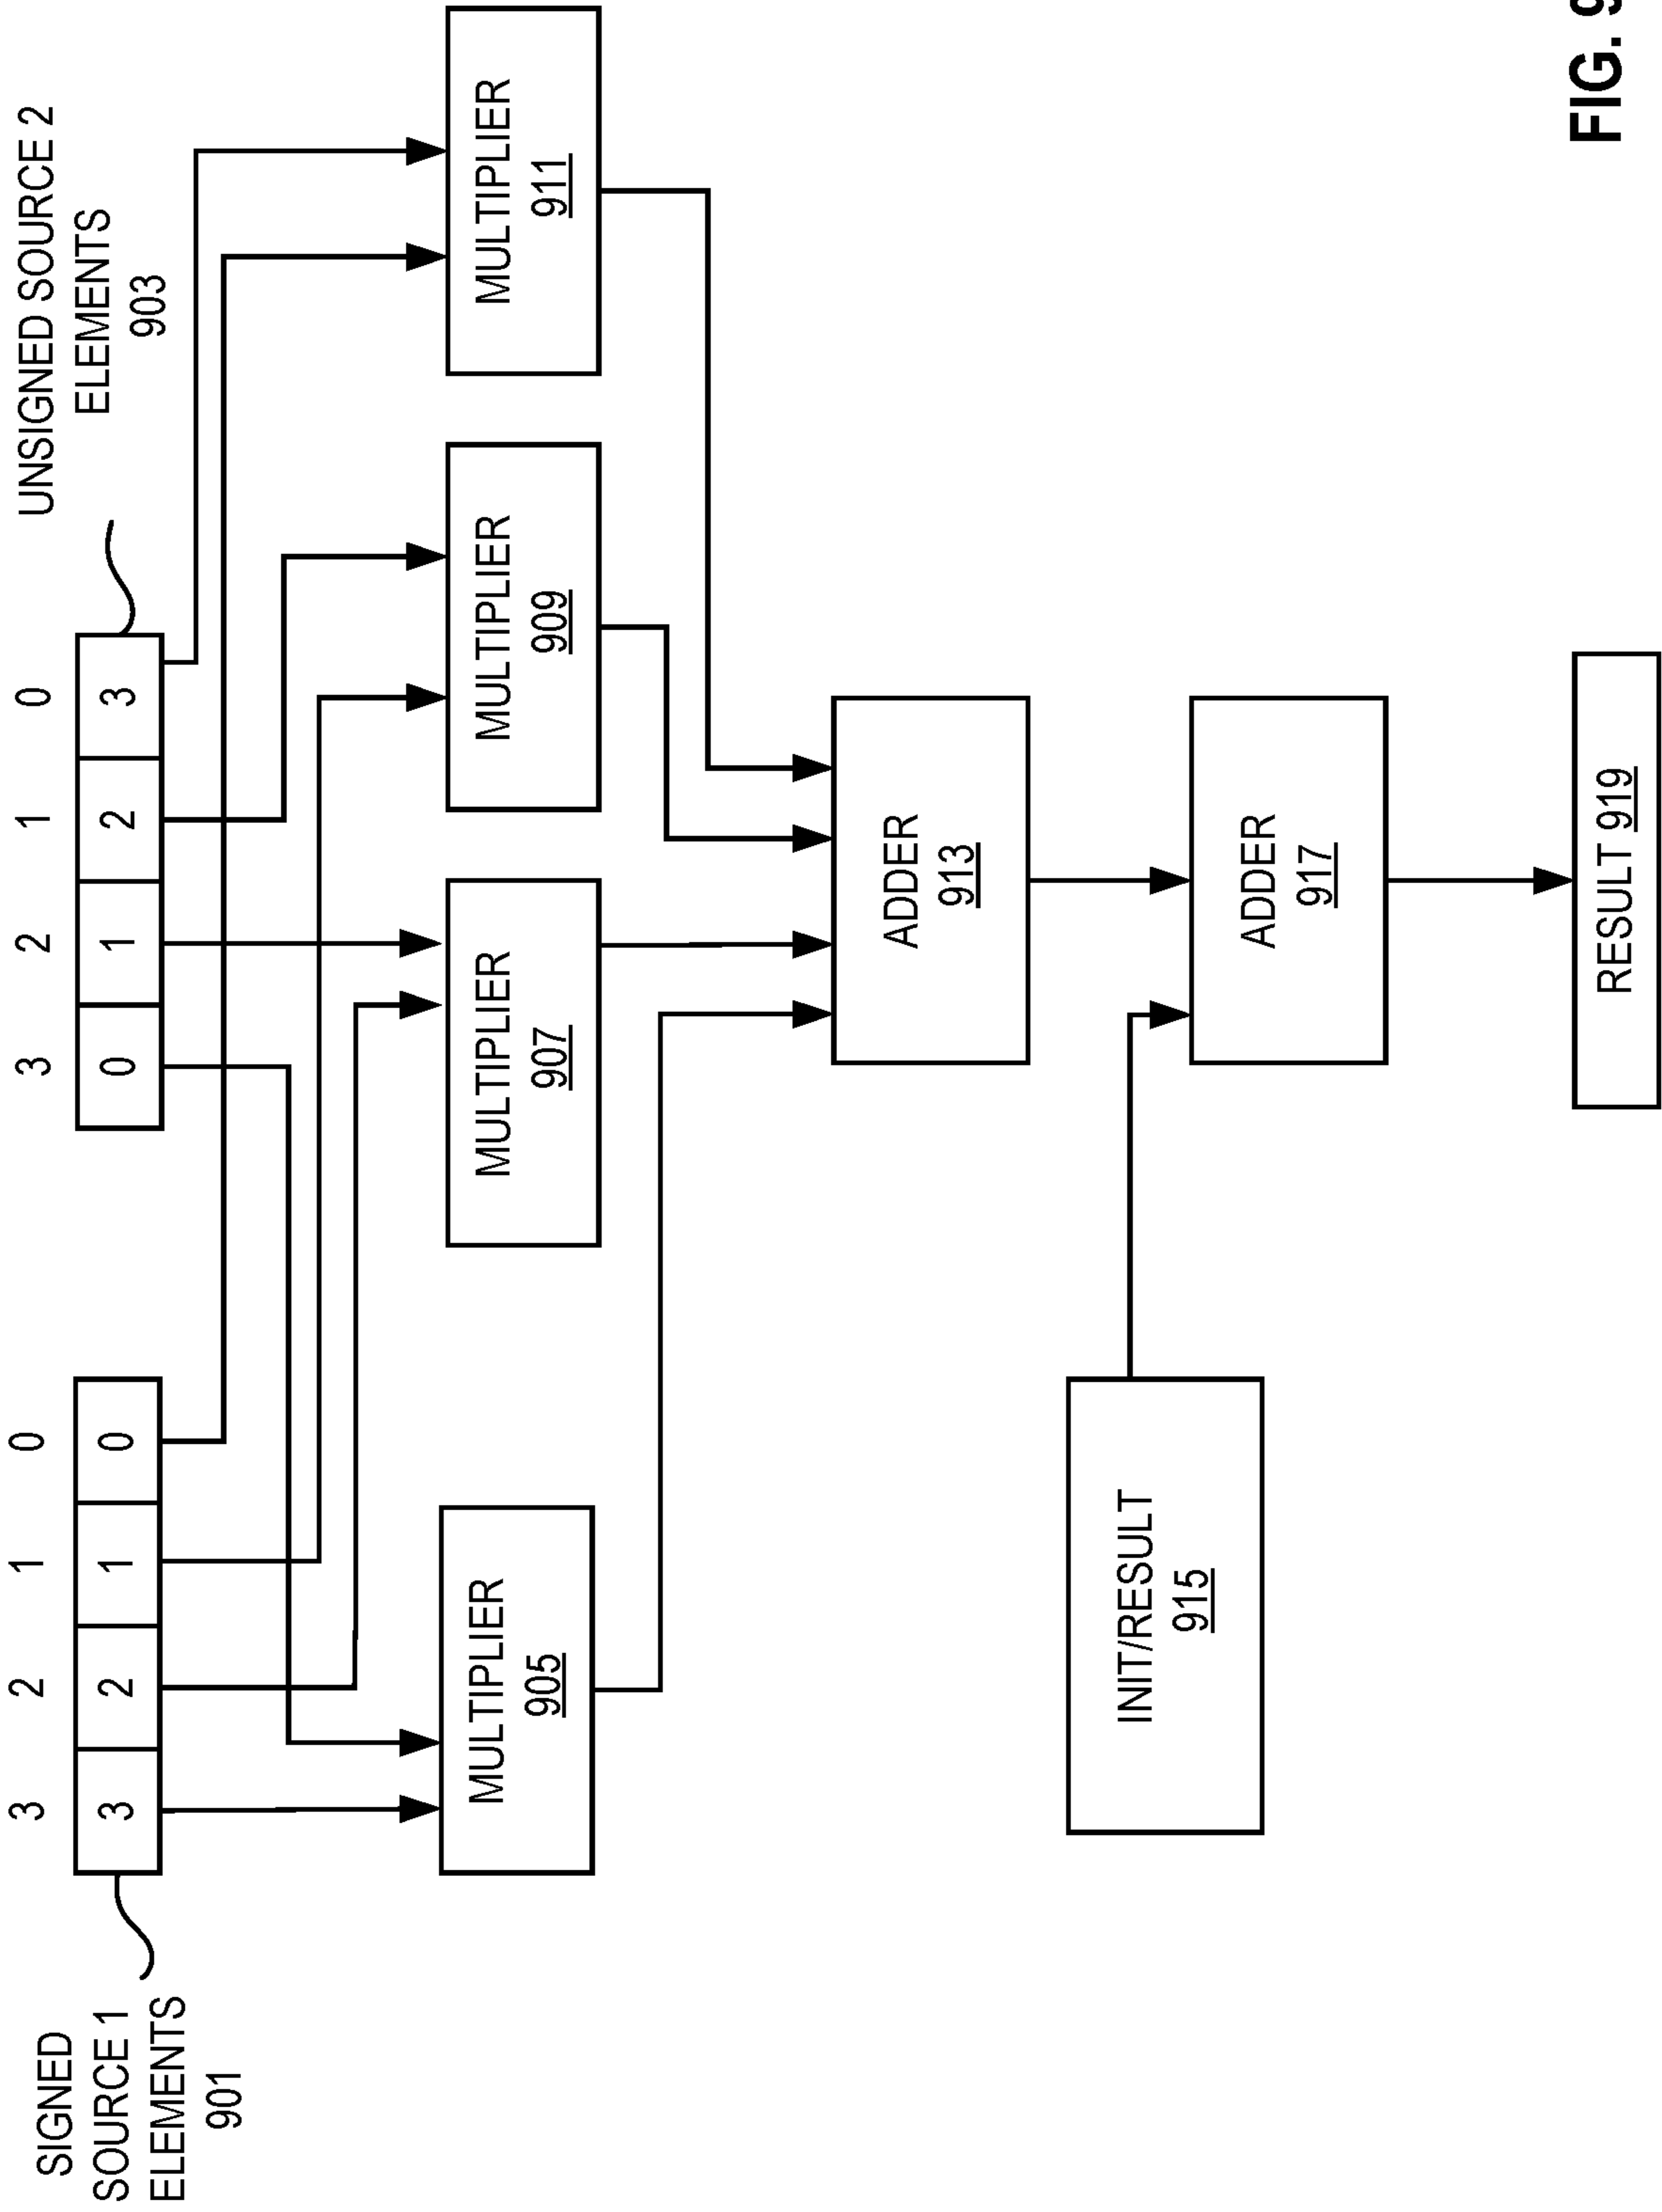 SIGNED
SOURCE 1
ELEMENTS
901
3 2 1 0
3 2 1 0
3 2 1 0
0 1 2 3
UNSIGNED SOURCE 2
ELEMENTS
903
MULTIPLIER
905
MULTIPLIER
907
MULTIPLIER
909
MULTIPLIER
911
ADDER
913
INIT/RESULT
915
ADDER
917
RESULT 919
FIG. 9